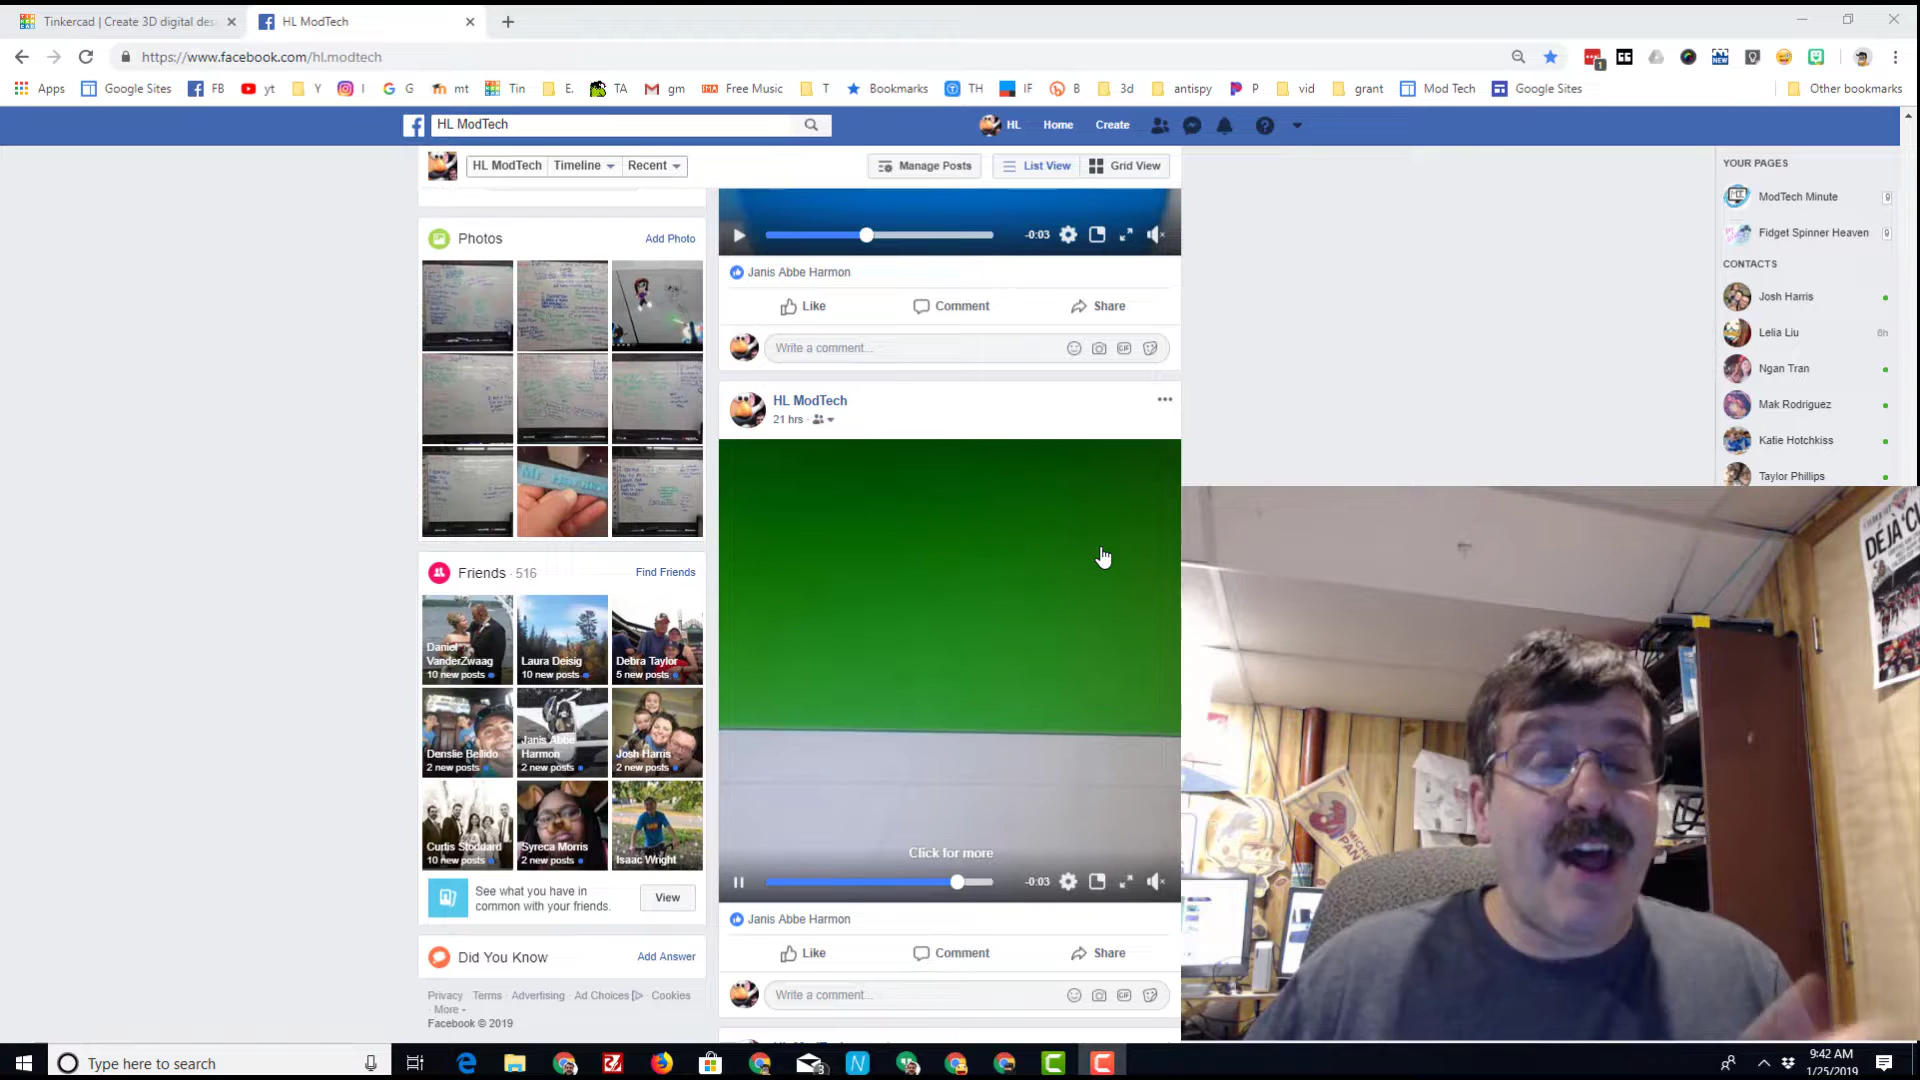 Tinkercad | Create 3D digital des
HL ModTech
https://www.facebook.com/hl.modtech
1
Apps
Google Sites
FB
yt
Y
I
G
mt
Tin
E.
TA
gm
Free Music
T
Bookmarks
TH
IF
B
3d
antispy
P
vid
grant
Mod Tech
Google Sites
Other bookmarks
HL ModTech
HL
Home
Create
HL ModTech
Timeline
Recent
Manage Posts
List View
Grid View
YOUR PAGES
ModTech Minute
9
Fidget Spinner Heaven
9
CONTACTS
Josh Harris
Lelia Liu
6h
Ngan Tran
Mak Rodriguez
Katie Hotchkiss
Taylor Phillips
Photos
Add Photo
Friends · 516
Find Friends
Daniel
VanderZwaag
10 new posts
Laura Deisig
10 new posts
Debra Taylor
5 new posts
Denslie Bellido
2 new posts
Janis Abbe
Harmon
2 new posts
Josh Harris
2 new posts
Curtis Stoddard
10 new posts
Syreca Morris
2 new posts
Isaac Wright
See what you have in
common with your friends.
View
Did You Know
Add Answer
Privacy Terms Advertising Ad Choices Cookies
· More
Facebook © 2019
-0:03
Janis Abbe Harmon
Like
Comment
Share
Write a comment...
GIF
HL ModTech
21 hrs ·
Click for more
-0:03
Janis Abbe Harmon
Like
Comment
Share
Write a comment...
GIF
DÉJÀ 'CU
Type here to search
9:42 AM
1/25/2019